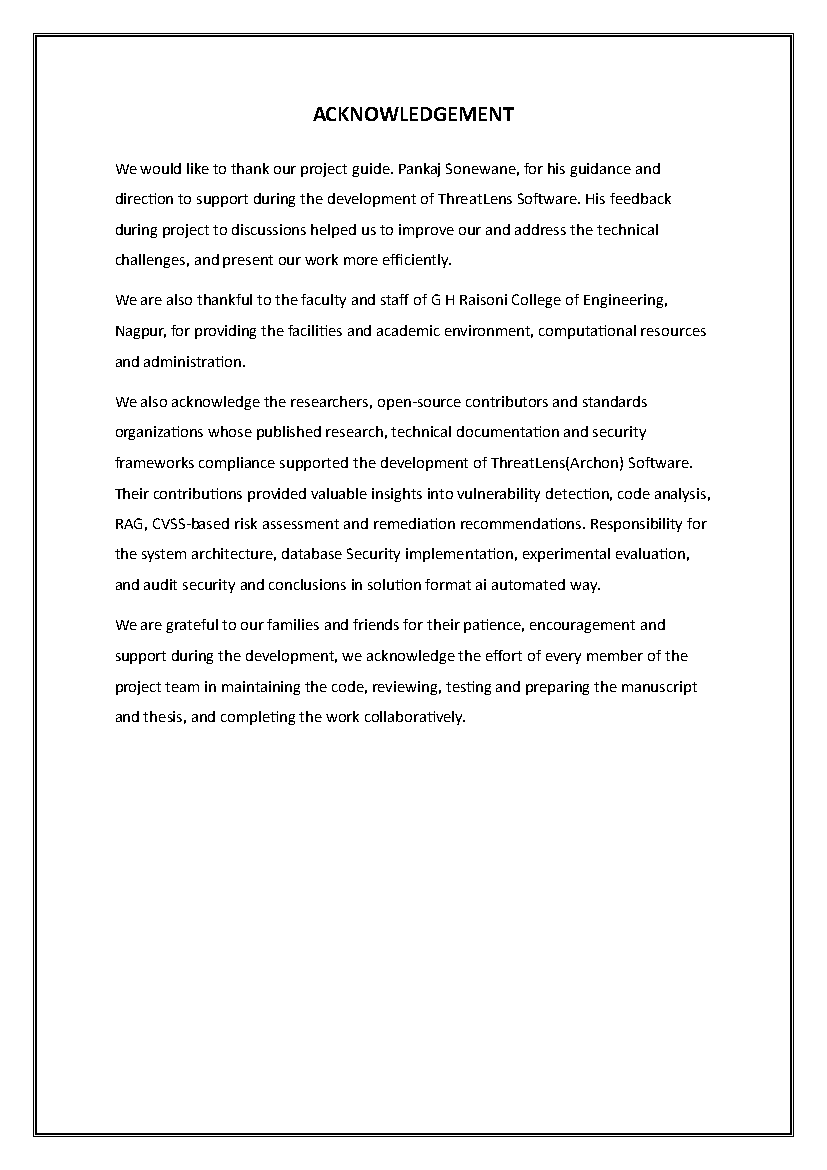 ACKNOWLEDGEMENT
We would like to thank our project guide. Pankaj Sonewane, for his guidance and
direction to support during the development of ThreatLens Software. His feedback
during project to discussions helped us to improve our and address the technical
challenges, and present our work more efficiently.
We are also thankful to the faculty and staff of G H Raisoni College of Engineering,
Nagpur, for providing the facilities and academic environment, computational resources
and administration.
We also acknowledge the researchers, open-source contributors and standards
organizations whose published research, technical documentation and security
frameworks compliance supported the development of ThreatLens(Archon) Software.
Their contributions provided valuable insights into vulnerability detection, code analysis,
RAG, CVSS-based risk assessment and remediation recommendations. Responsibility for
the system architecture, database Security implementation, experimental evaluation,
and audit security and conclusions in solution format ai automated way.
We are grateful to our families and friends for their patience, encouragement and
support during the development, we acknowledge the effort of every member of the
project team in maintaining the code, reviewing, testing and preparing the manuscript
and thesis, and completing the work collaboratively.